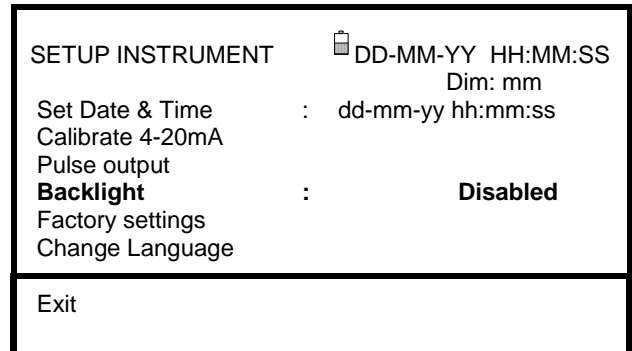 SETUP INSTRUMENT DD-MM-YY HH:MM:SS
Dim: mm
Set Date & Time : dd-mm-yy hh:mm:ss
Calibrate 4-20mA
Pulse output
Backlight : Disabled
Factory settings
Change Language
Exit